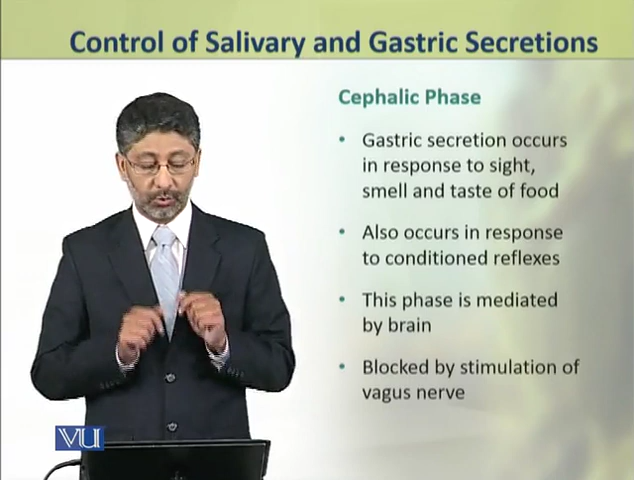 Control of Salivary and Gastric Secretions
Cephalic Phase
• Gastric secretion occurs
in response to sight,
smell and taste of food
• Also occurs in response
to conditioned reflexes
• This phase is mediated
by brain
• Blocked by stimulation of
vagus nerve
VU